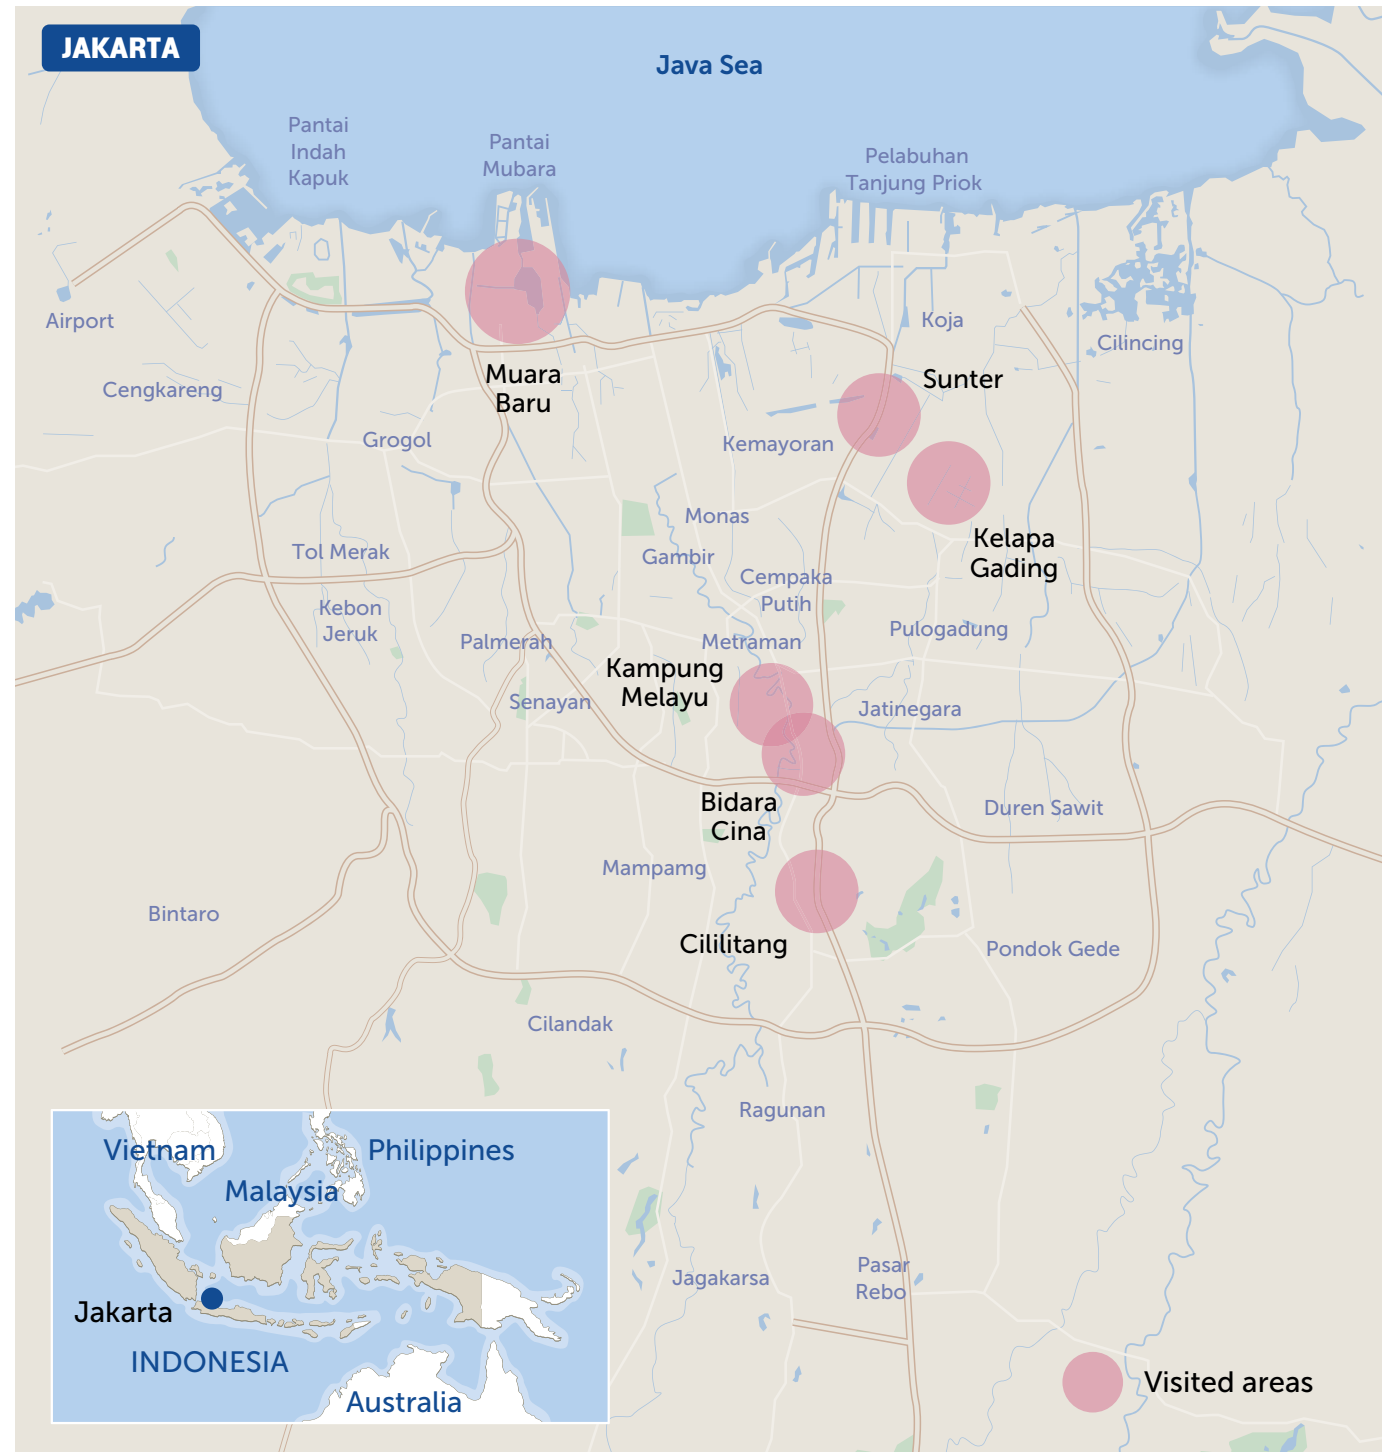 JAKARTA
Java Sea
Pantai
Indah
Kapuk
Pantai
Mubara
Pelabuhan
Tanjung Priok
Airport
Koja
Cilincing
Muara
Baru
Sunter
Cengkareng
Grogol
Kemayoran
Monas
Kelapa
Gading
Tol Merak
Gambir
Cempaka
Putih
Kebon
Jeruk
Palmerah
Metraman
Pulogadung
Kampung
Melayu
Senayan
Jatinegara
Bidara
Cina
Duren Sawit
Mampamg
Bintaro
Cililitang
Pondok Gede
Cilandak
Ragunan
Vietnam
Philippines
Malaysia
Jakarta
INDONESIA
Australia
Jagakarsa
Pasar
Rebo
Visited areas